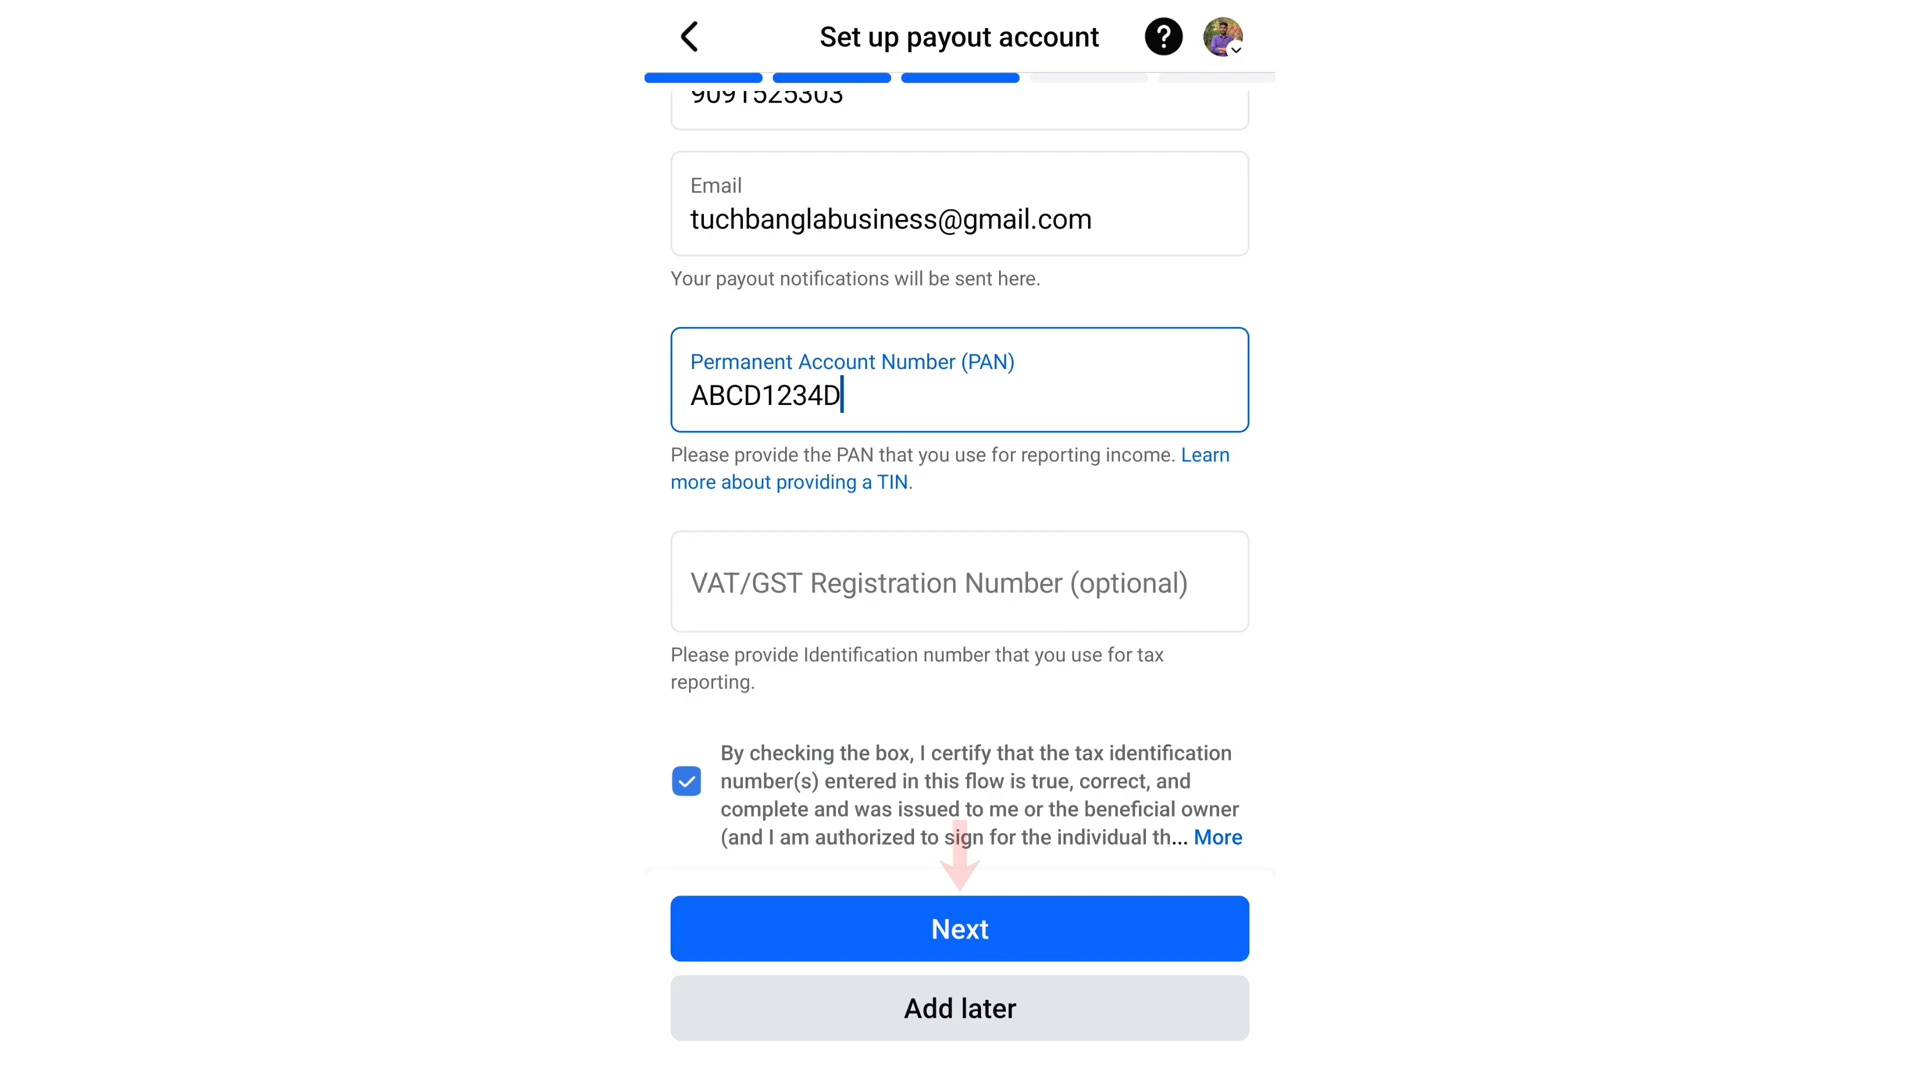 Set up payout account
9091525303
Email
tuchbanglabusiness@gmail.com
Your payout notifications will be sent here.
Permanent Account Number (PAN)
ABCD1234D
Please provide the PAN that you use for reporting income. Learn
more about providing a TIN.
VAT/GST Registration Number (optional)
Please provide Identification number that you use for tax
reporting.
By checking the box, I certify that the tax identification
number(s) entered in this flow is true, correct, and
complete and was issued to me or the beneficial owner
(and I am authorized to sign for the individual th... More
Next
Add later